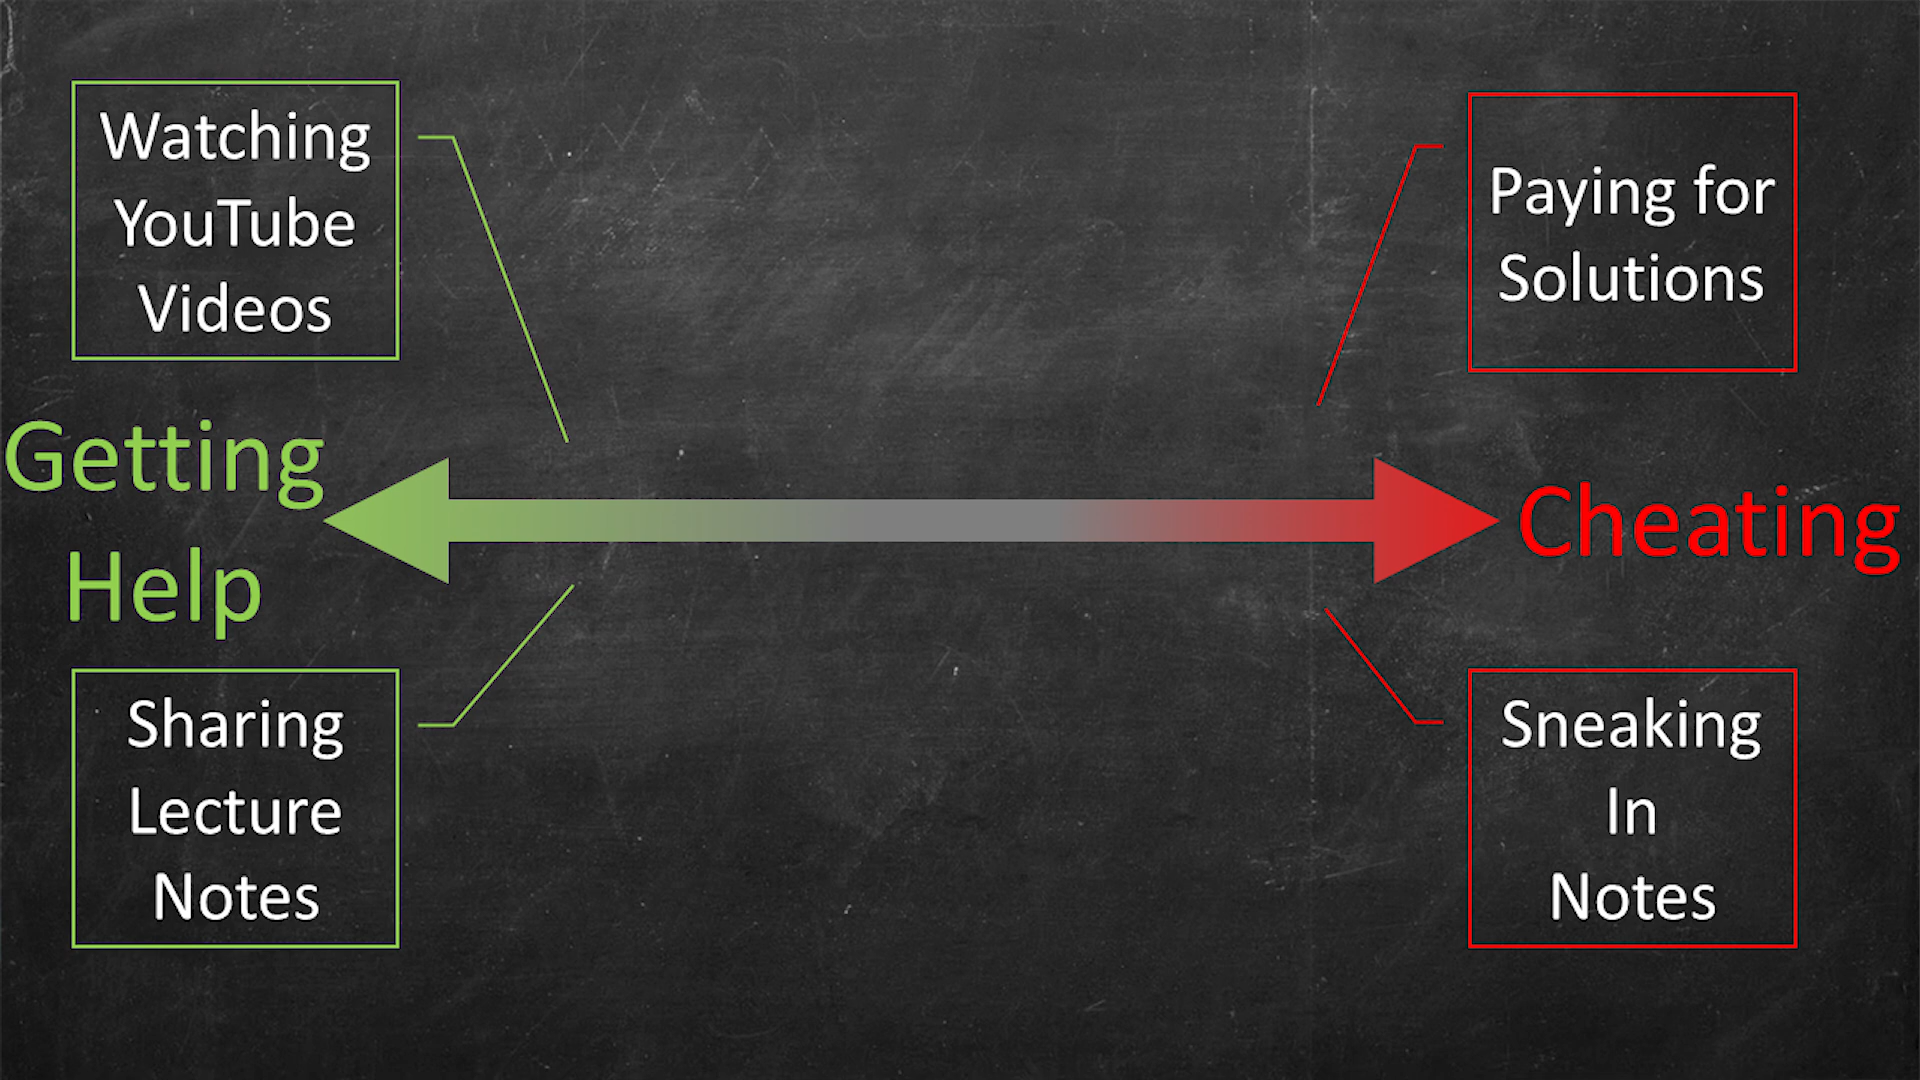 Watching
YouTube
Videos
Paying for
Solutions
Getting
Help
Cheating
Sharing
Lecture
Notes
Sneaking
In
Notes